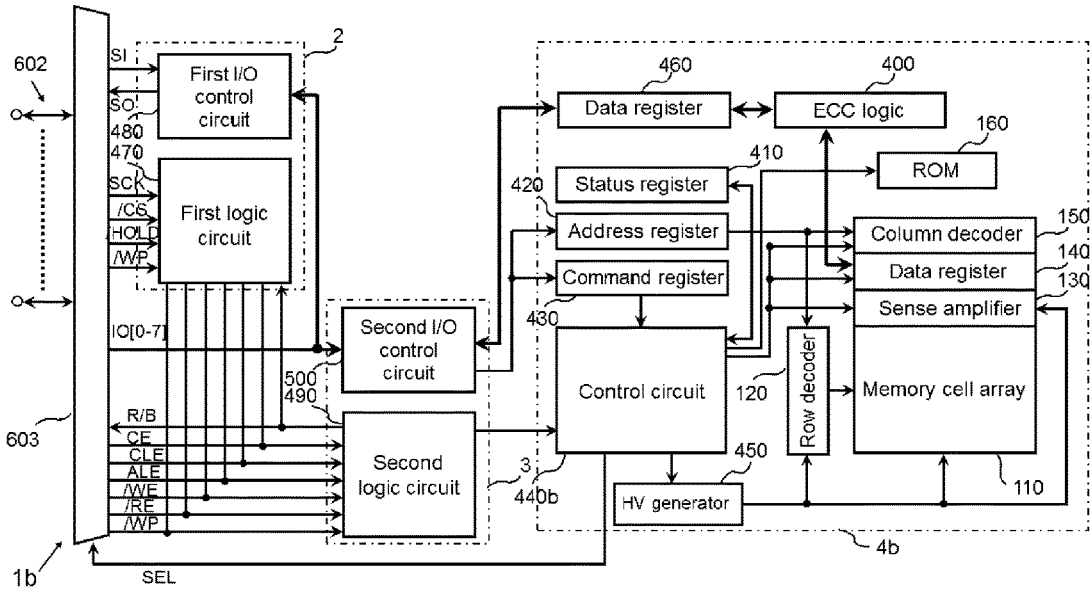 602
603
1b
SI
SO
480
470
SCK
/CS
/HOLD
/WP
2
First I/O
control
circuit
First logic
circuit
IO[0-7]
R/B
CE
CLE
ALE
/WE
/RE
/WP
SEL
500
490
Second I/O
control
circuit
Second
logic circuit
3
460
Data register
400
ECC logic
160
ROM
410
Status register
420
Address register
Command register
430
Control circuit
440b
450
HV generator
120
Row decoder
150
Column decoder
140
Data register
130
Sense amplifier
Memory cell array
110
4b